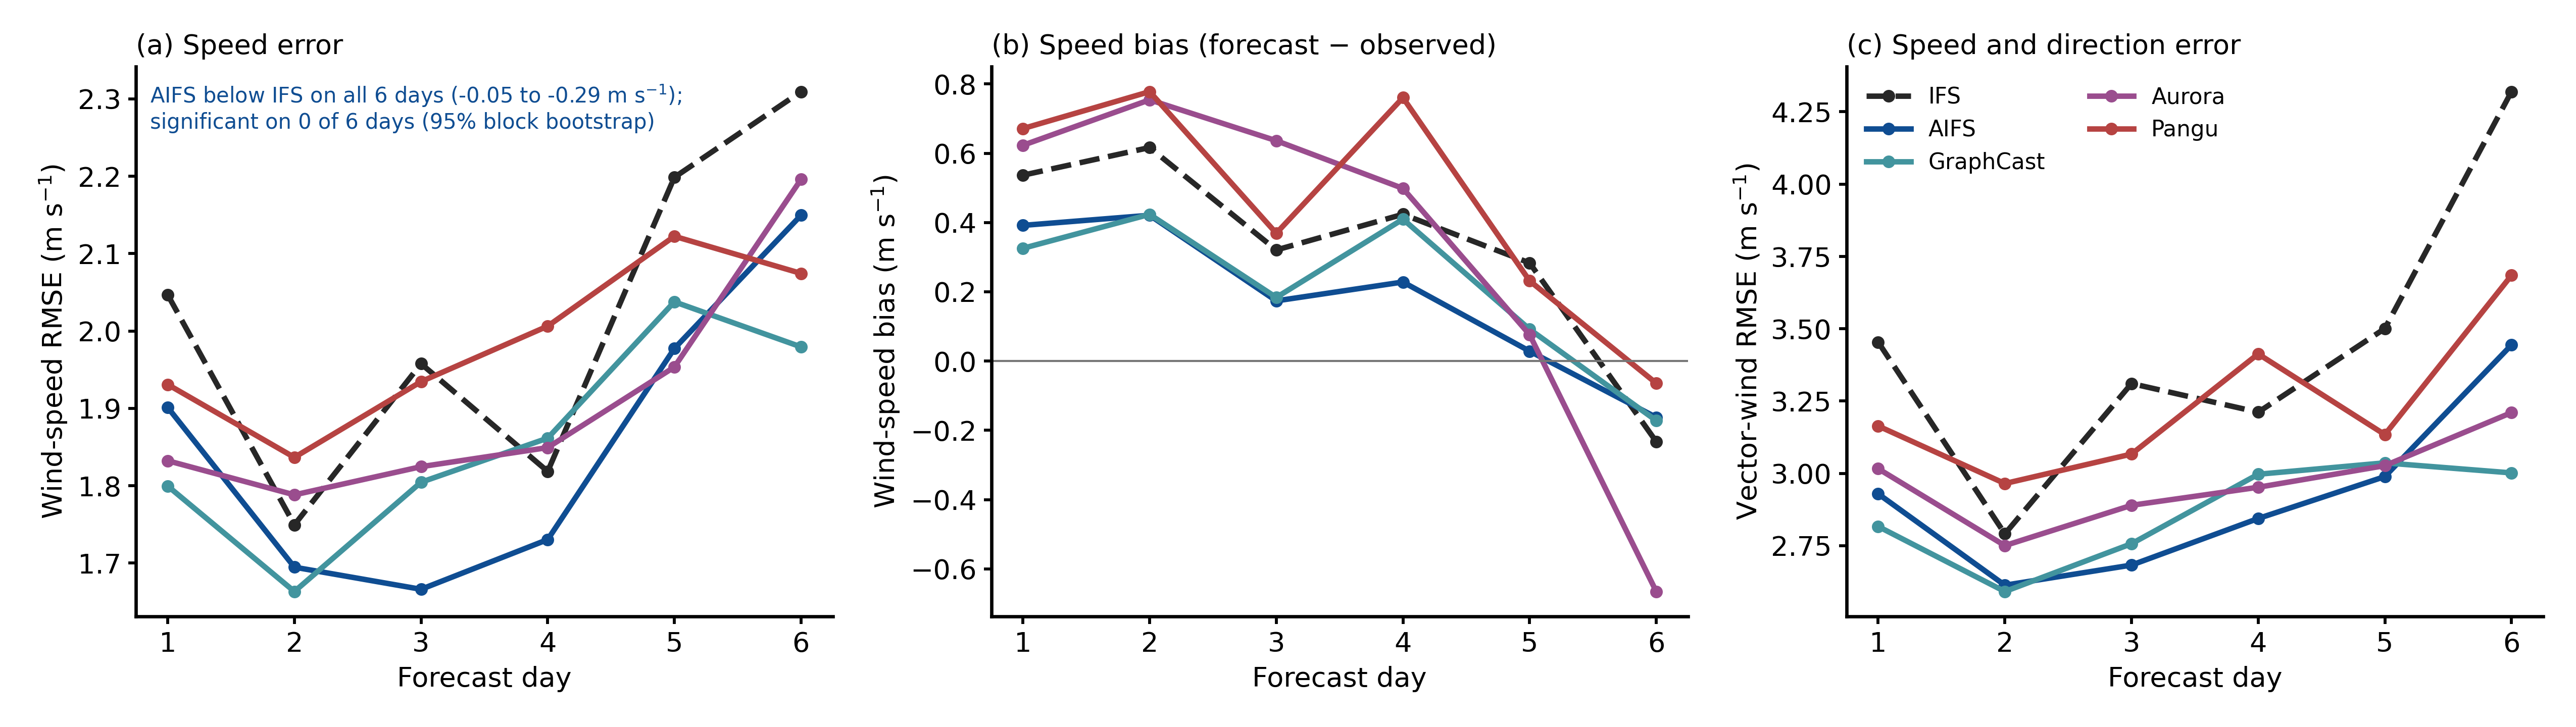 (a) Speed error
AIFS below IFS on all 6 days (-0.05 to -0.29 m s⁻¹);
significant on 0 of 6 days (95% block bootstrap)
Wind-speed RMSE (m s⁻¹)
2.3
2.2
2.1
2.0
1.9
1.8
1.7
1 2 3 4 5 6
Forecast day
(b) Speed bias (forecast − observed)
Wind-speed bias (m s⁻¹)
0.8
0.6
0.4
0.2
0.0
−0.2
−0.4
−0.6
1 2 3 4 5 6
Forecast day
(c) Speed and direction error
IFS
AIFS
GraphCast
Aurora
Pangu
Vector-wind RMSE (m s⁻¹)
4.25
4.00
3.75
3.50
3.25
3.00
2.75
1 2 3 4 5 6
Forecast day